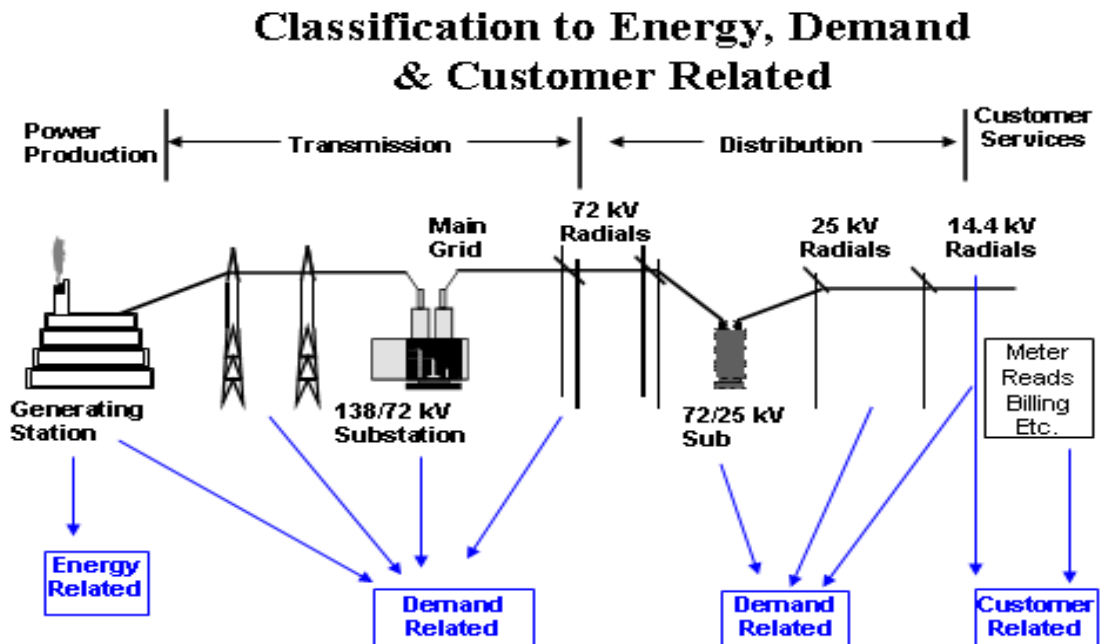 Classification to Energy, Demand
& Customer Related
Power
Production
Transmission
Distribution
Customer
Services
Main
Grid
72 kV
Radials
25 kV
Radials
14.4 kV
Radials
Generating
Station
138/72 kV
Substation
72/25 kV
Sub
Meter
Reads
Billing
Etc.
Energy
Related
Demand
Related
Demand
Related
Customer
Related